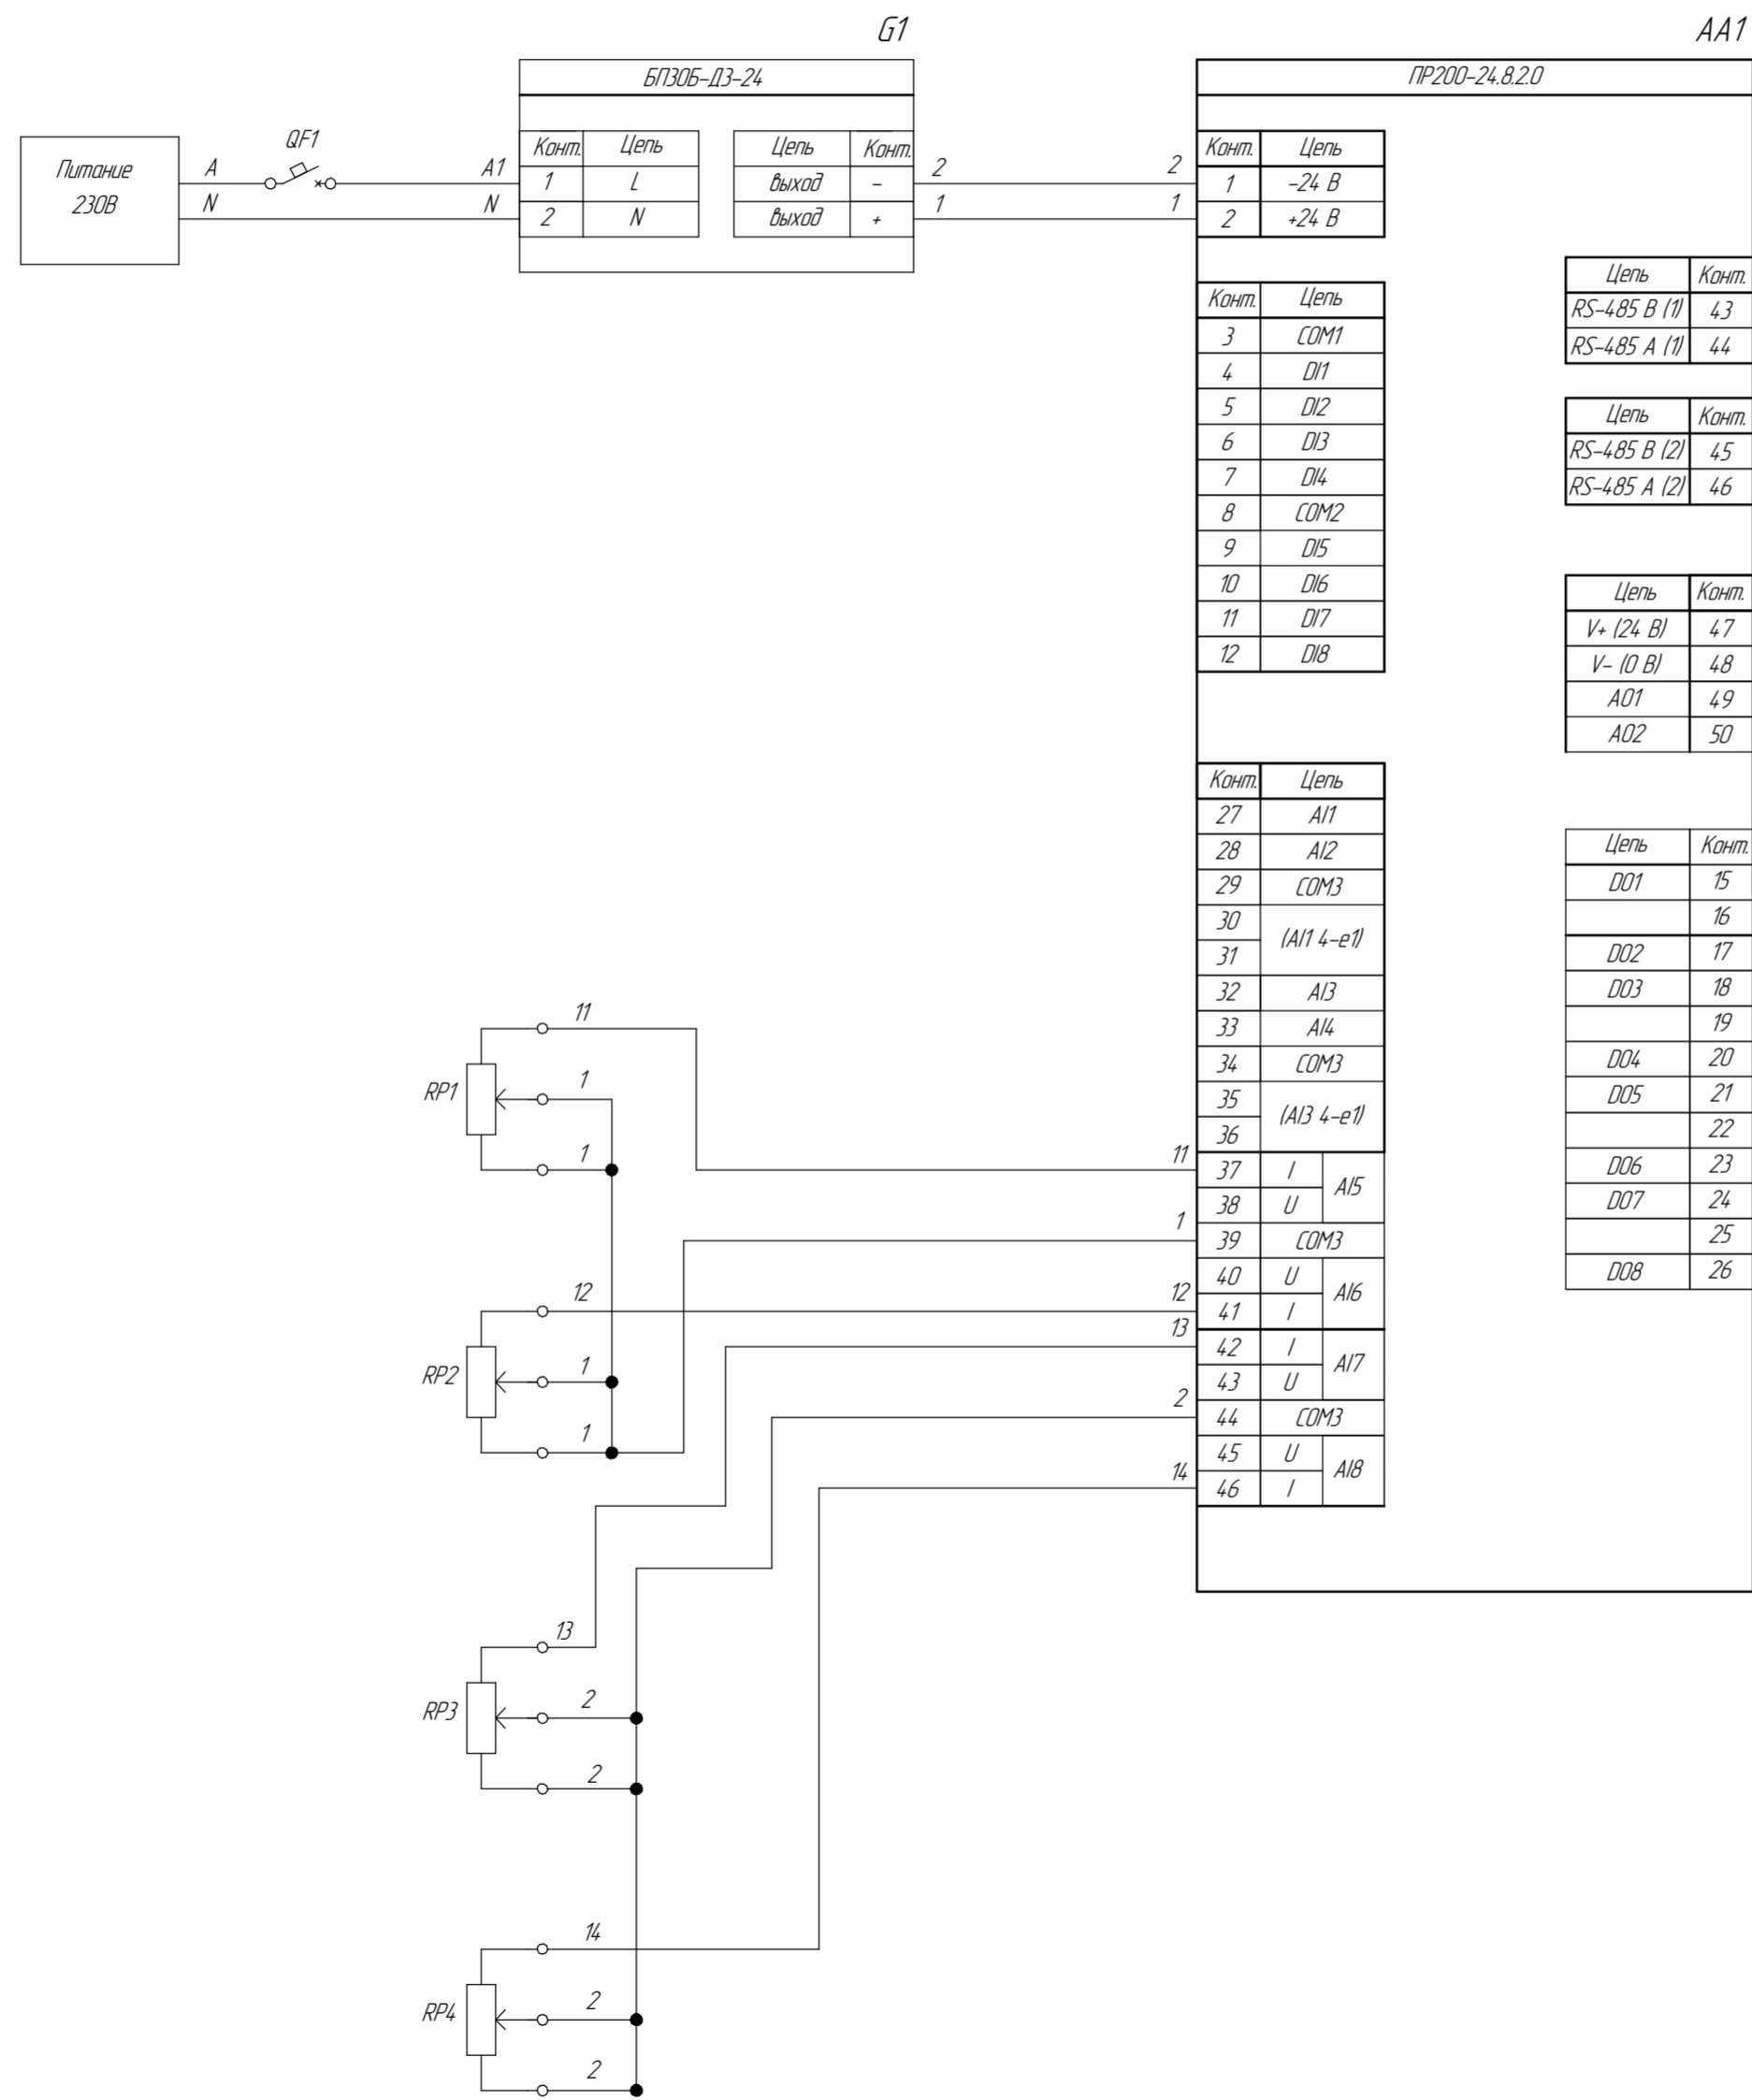 G1
AA1
БП30Б-Д3-24
ПР200-24.8.2.0
Питание
230В
A
QF1
A1
N
N
Конт. Цепь
1 L
2 N
Цепь Конт.
выход –
выход +
2
2
1
1
Конт. Цепь
1 -24 В
2 +24 В
Цепь Конт.
RS-485 B (1) 43
RS-485 A (1) 44
Конт. Цепь
3 COM1
4 DI1
5 DI2
6 DI3
7 DI4
8 COM2
9 DI5
10 DI6
11 DI7
12 DI8
Цепь Конт.
RS-485 B (2) 45
RS-485 A (2) 46
Цепь Конт.
V+ (24 В) 47
V- (0 В) 48
AO1 49
AO2 50
Конт. Цепь
27 AI1
28 AI2
29 COM3
30
(AI1 4-е1)
31
32 AI3
33 AI4
34 COM3
35
(AI3 4-е1)
36
37 I
AI5
38 U
39 COM3
40 U
AI6
41 I
42 I
AI7
43 U
44 COM3
45 U
AI8
46 I
Цепь Конт.
DO1 15
16
DO2 17
DO3 18
19
DO4 20
DO5 21
22
DO6 23
DO7 24
25
DO8 26
11
RP1
1
1
11
1
12
12
13
RP2
1
1
2
14
13
RP3
2
2
14
RP4
2
2